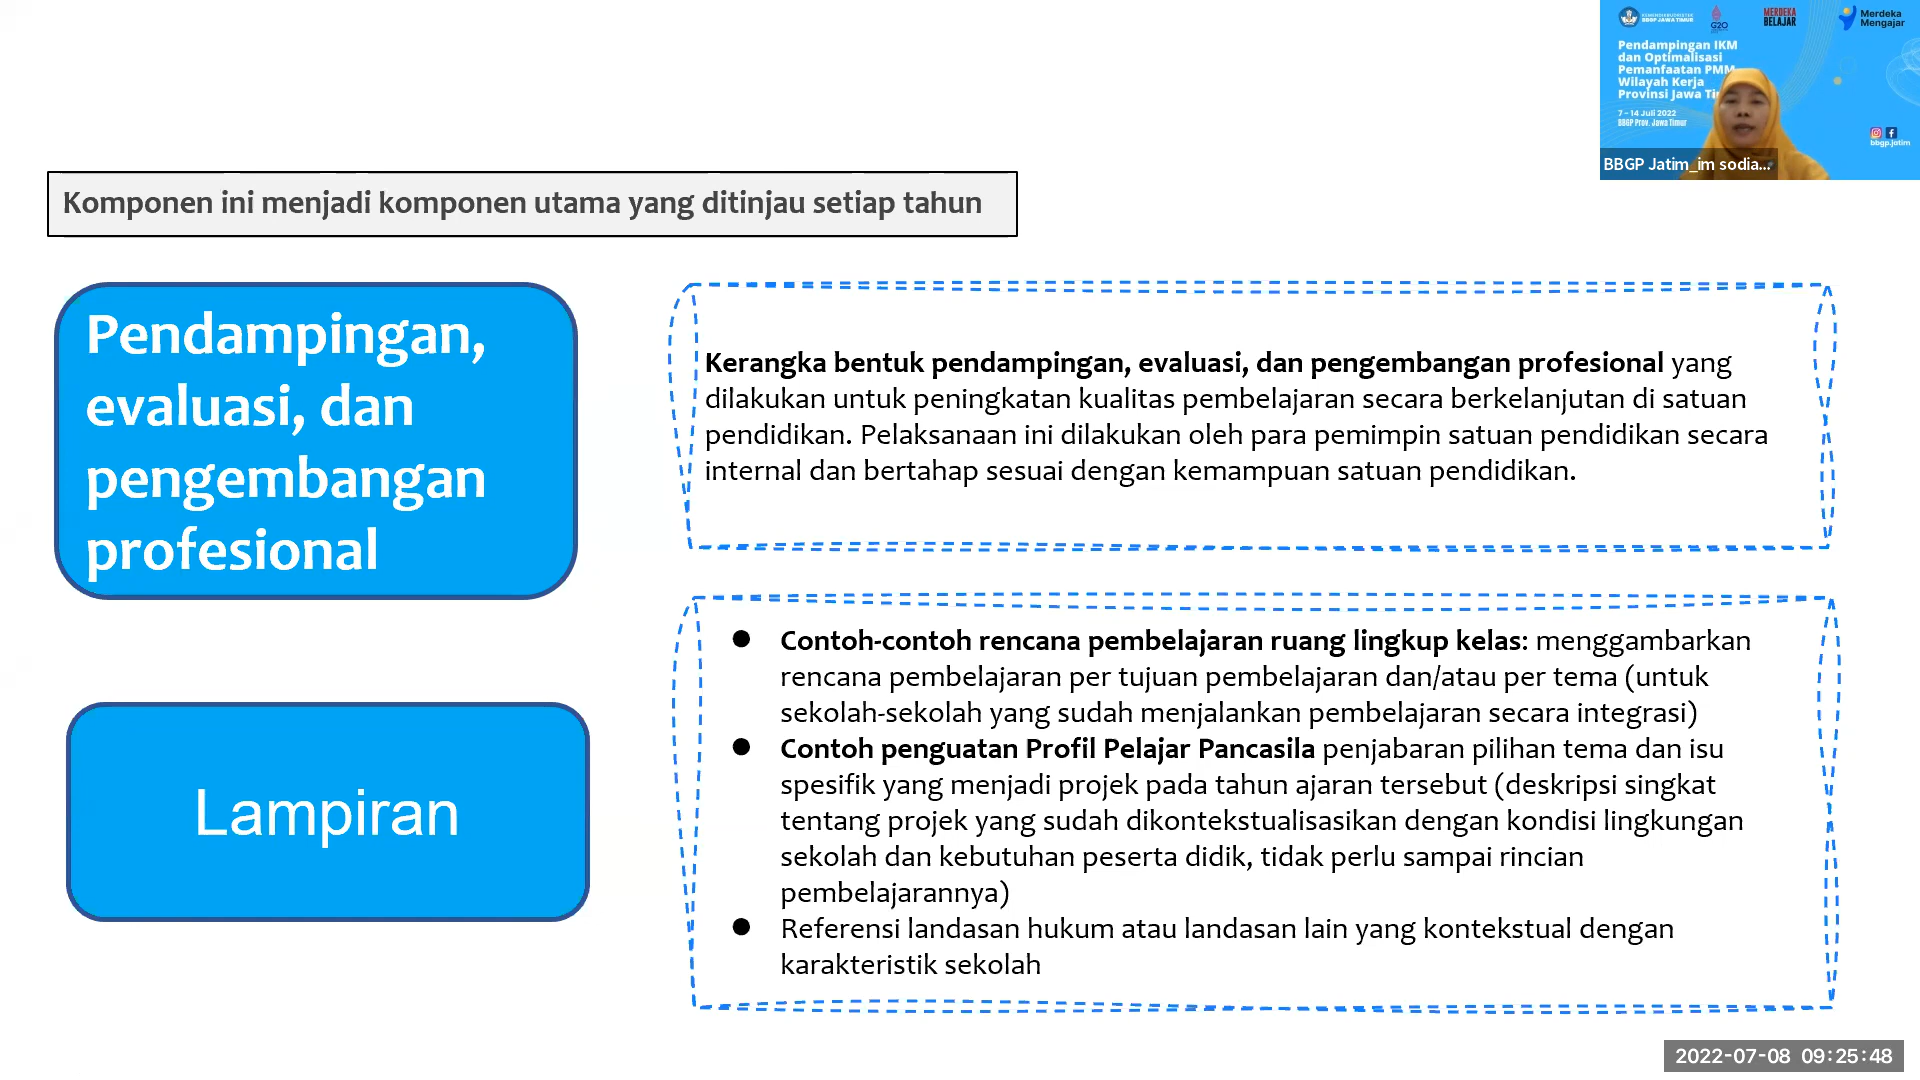 KEMENDIKBUDRISTEK
BBGP JAWA TIMUR
G20
MERDEKA
BELAJAR
Merdeka
Mengajar
Pendampingan IKM
dan Optimalisasi
Pemanfaatan PMM
Wilayah Kerja
Provinsi Jawa
7 - 14 Juli 2022
BBGP Prov. Jawa Timur
bbgp.jatim
BBGP Jatim_im sodia...
Komponen ini menjadi komponen utama yang ditinjau setiap tahun
Pendampingan,
evaluasi, dan
pengembangan
profesional
Kerangka bentuk pendampingan, evaluasi, dan pengembangan profesional yang
dilakukan untuk peningkatan kualitas pembelajaran secara berkelanjutan di satuan
pendidikan. Pelaksanaan ini dilakukan oleh para pemimpin satuan pendidikan secara
internal dan bertahap sesuai dengan kemampuan satuan pendidikan.
Lampiran
● Contoh-contoh rencana pembelajaran ruang lingkup kelas: menggambarkan
rencana pembelajaran per tujuan pembelajaran dan/atau per tema (untuk
sekolah-sekolah yang sudah menjalankan pembelajaran secara integrasi)
● Contoh penguatan Profil Pelajar Pancasila penjabaran pilihan tema dan isu
spesifik yang menjadi projek pada tahun ajaran tersebut (deskripsi singkat
tentang projek yang sudah dikontekstualisasikan dengan kondisi lingkungan
sekolah dan kebutuhan peserta didik, tidak perlu sampai rincian
pembelajarannya)
● Referensi landasan hukum atau landasan lain yang kontekstual dengan
karakteristik sekolah
2022-07-08 09:25:48